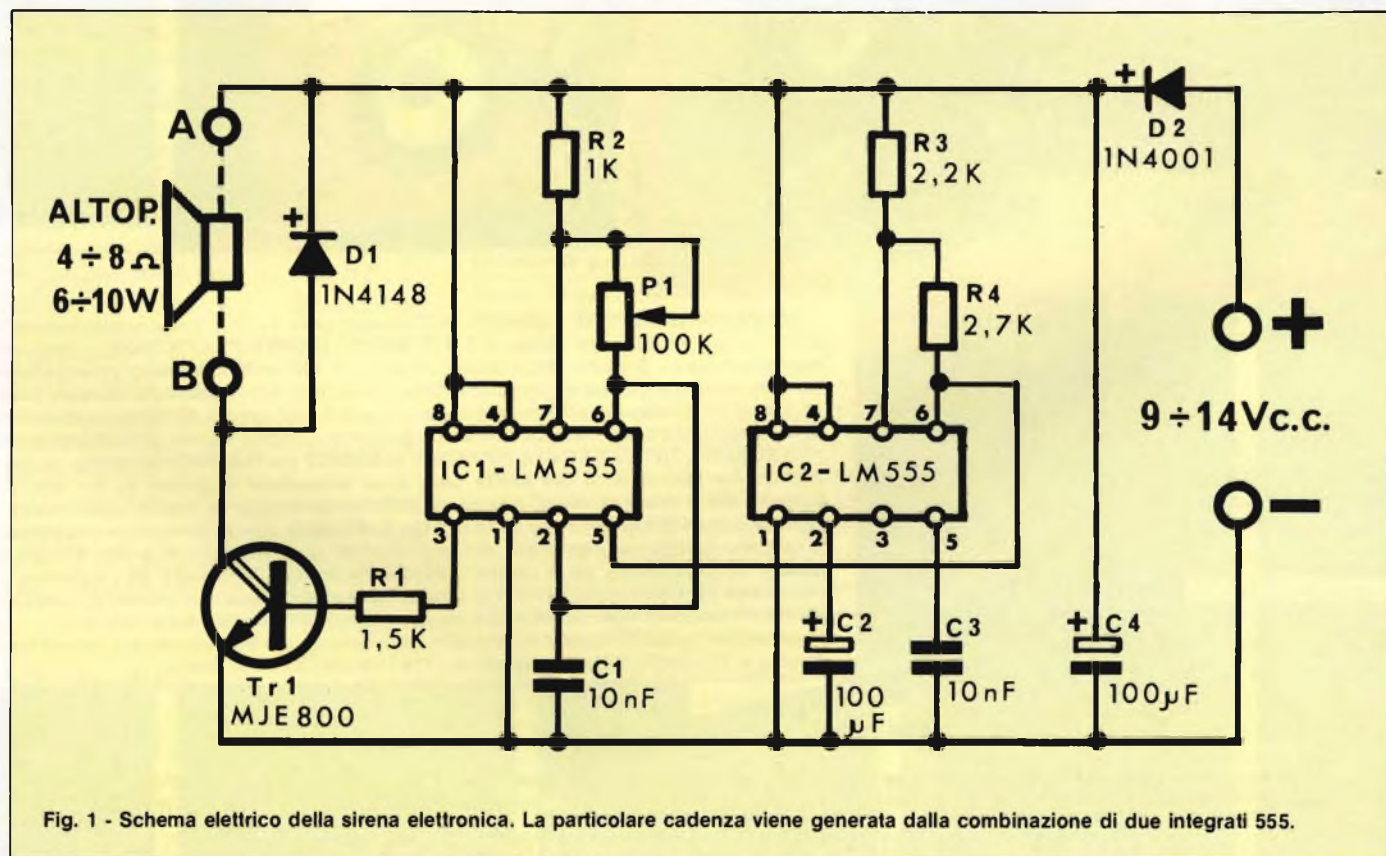 A
ALTOP.
4 ÷ 8 Ω
6÷10W
B
+
D1
1N4148
R2
1K
P1
100K
R3
2,2K
R4
2,7K
+
D2
1N4001
+
9 ÷ 14 Vc.c.
−
8 4 7 6
IC1-LM555
3 1 2 5
8 4 7 6
IC2-LM555
1 2 3 5
R1
1,5K
Tr1
MJE800
C1
10nF
+ C2
100
µF
C3
10nF
+ C4
100µF
Fig. 1 - Schema elettrico della sirena elettronica. La particolare cadenza viene generata dalla combinazione di due integrati 555.